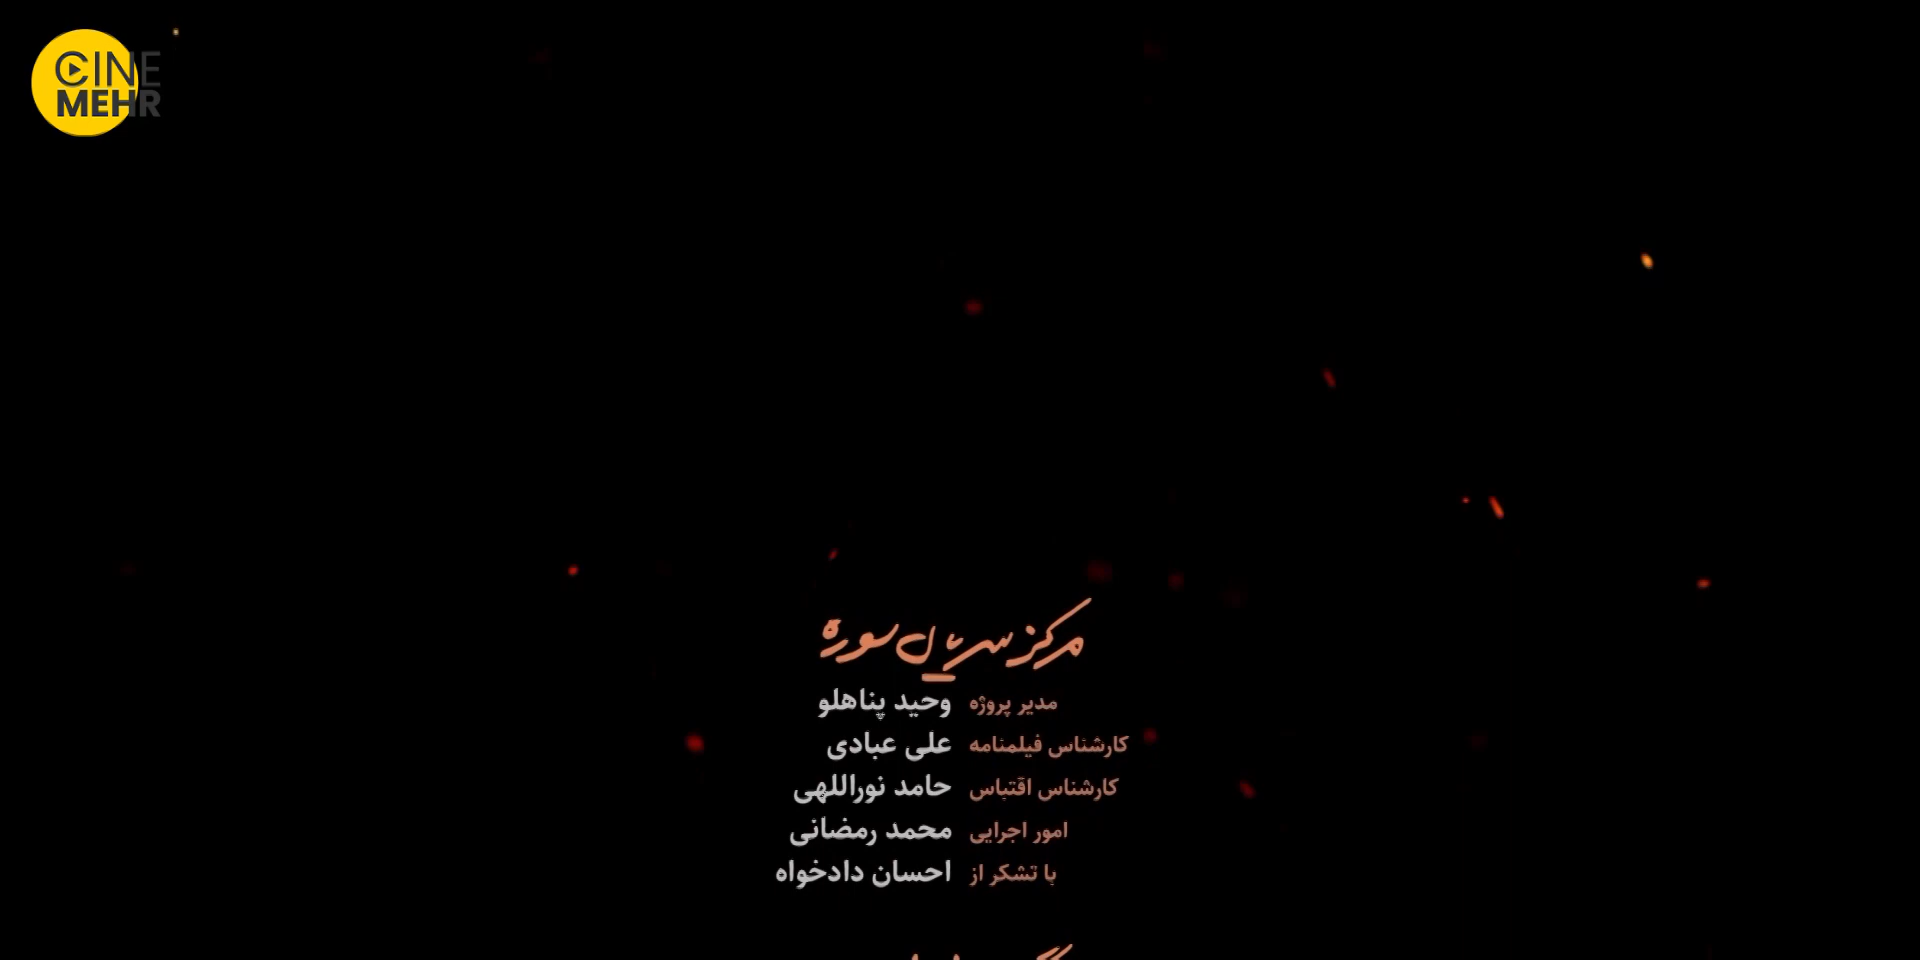 CINE
MEHR
مرکز سریال سوره
مدیر پروژه وحید پناهلو
کارشناس فیلمنامه علی عبادی
کارشناس اقتباس حامد نوراللهی
امور اجرایی محمد رمضانی
با تشکر از احسان دادخواه